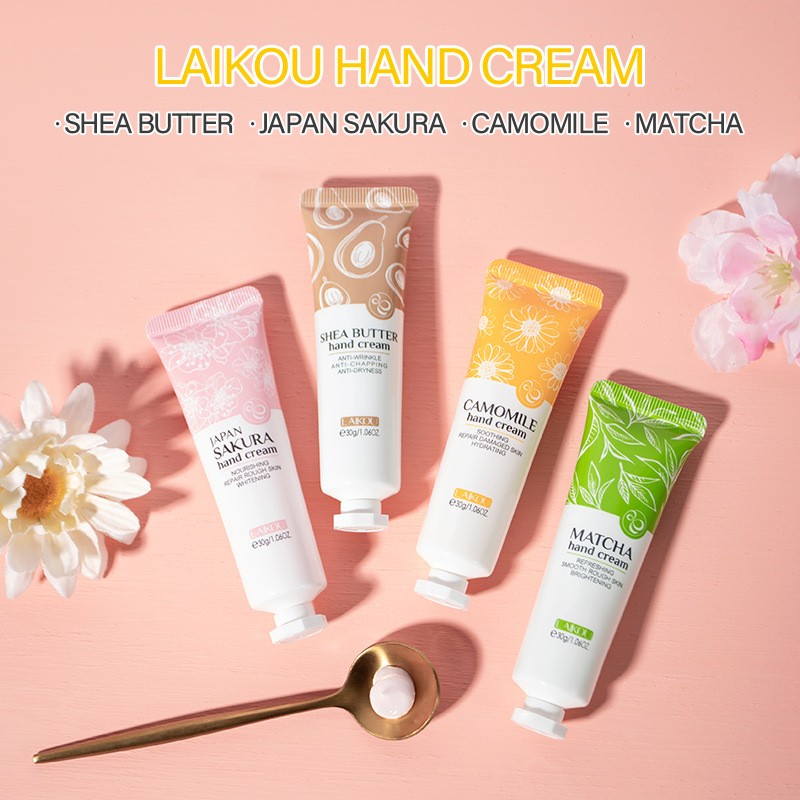 LAIKOU HAND CREAM
·SHEA BUTTER ·JAPAN SAKURA ·CAMOMILE ·MATCHA
JAPAN
SAKURA
hand cream
NOURISHING
REPAIR ROUGH SKIN
WHITENING
LAIKOU
℮30g/1.06OZ.
SHEA BUTTER
hand cream
ANTI-WRINKLE
ANTI-CHAPPING
ANTI-DRYNESS
LAIKOU
℮30g/1.06OZ.
CAMOMILE
hand cream
SOOTHING
REPAIR DAMAGED SKIN
HYDRATING
LAIKOU
℮30g/1.06OZ.
MATCHA
hand cream
REFRESHING
SMOOTH ROUGH SKIN
BRIGHTENING
LAIKOU
℮30g/1.06OZ.